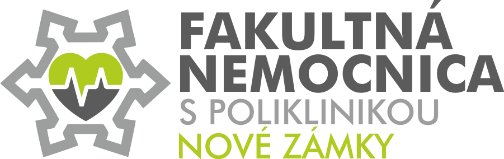 FAKULTNÁ
NEMOCNICA
S POLIKLINIKOU
NOVÉ ZÁMKY